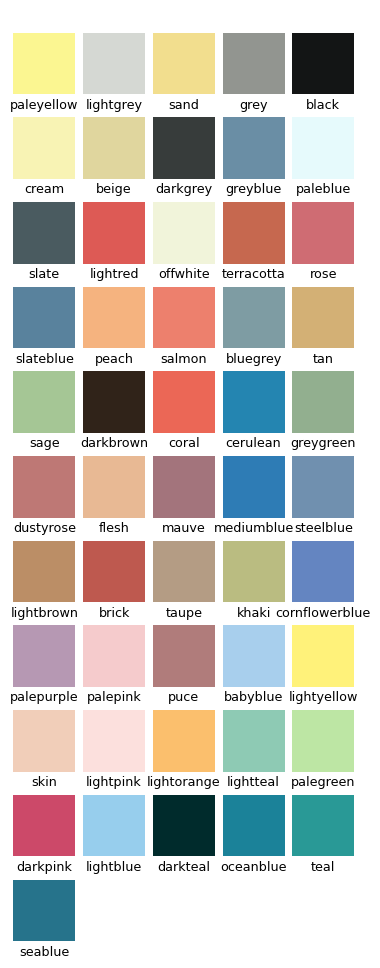 paleyellow lightgrey sand grey black
cream beige darkgrey greyblue paleblue
slate lightred offwhite terracotta rose
slateblue peach salmon bluegrey tan
sage darkbrown coral cerulean greygreen
dustyrose flesh mauve mediumblue steelblue
lightbrown brick taupe khaki cornflowerblue
palepurple palepink puce babyblue lightyellow
skin lightpink lightorange lightteal palegreen
darkpink lightblue darkteal oceanblue teal
seablue